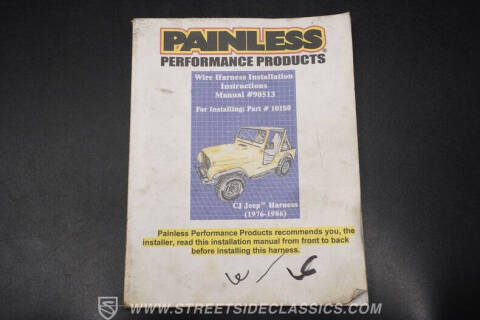 PAINLESS
PERFORMANCE PRODUCTS
Wire Harness Installation
Instructions
Manual #90513
For Installing: Part # 10150
CJ Jeep™ Harness
(1976-1986)
Painless Performance Products recommends you, the
installer, read this installation manual from front to back
before installing this harness.
WWW.STREETSIDECLASSICS.COM